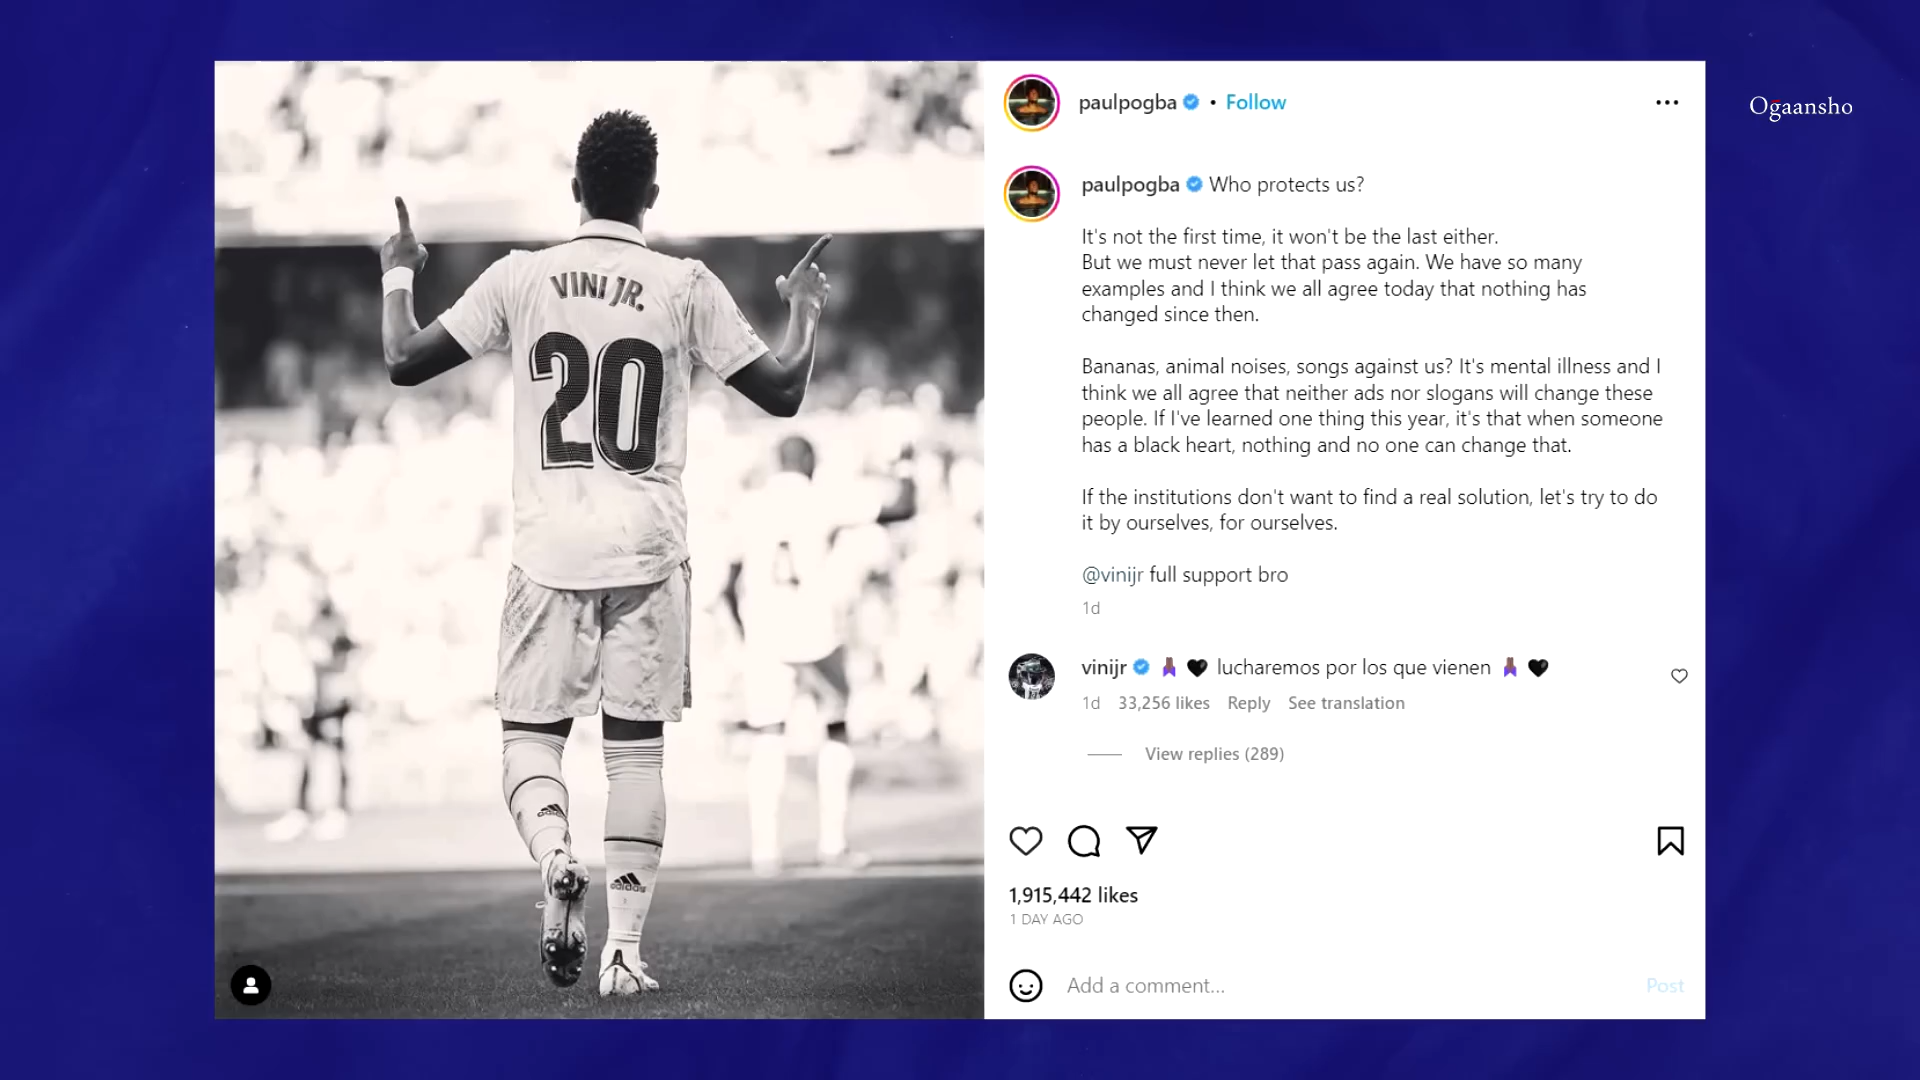 VINI JR.
20
adidas
adidas
paulpogba • Follow
Ogaansho
paulpogba Who protects us?
It's not the first time, it won't be the last either.
But we must never let that pass again. We have so many
examples and I think we all agree today that nothing has
changed since then.
Bananas, animal noises, songs against us? It's mental illness and I
think we all agree that neither ads nor slogans will change these
people. If I've learned one thing this year, it's that when someone
has a black heart, nothing and no one can change that.
If the institutions don't want to find a real solution, let's try to do
it by ourselves, for ourselves.
@vinijr full support bro
1d
vinijr 🙏🏾 🖤 lucharemos por los que vienen 🙏🏾 🖤
1d 33,256 likes Reply See translation
View replies (289)
1,915,442 likes
1 DAY AGO
Add a comment...
Post